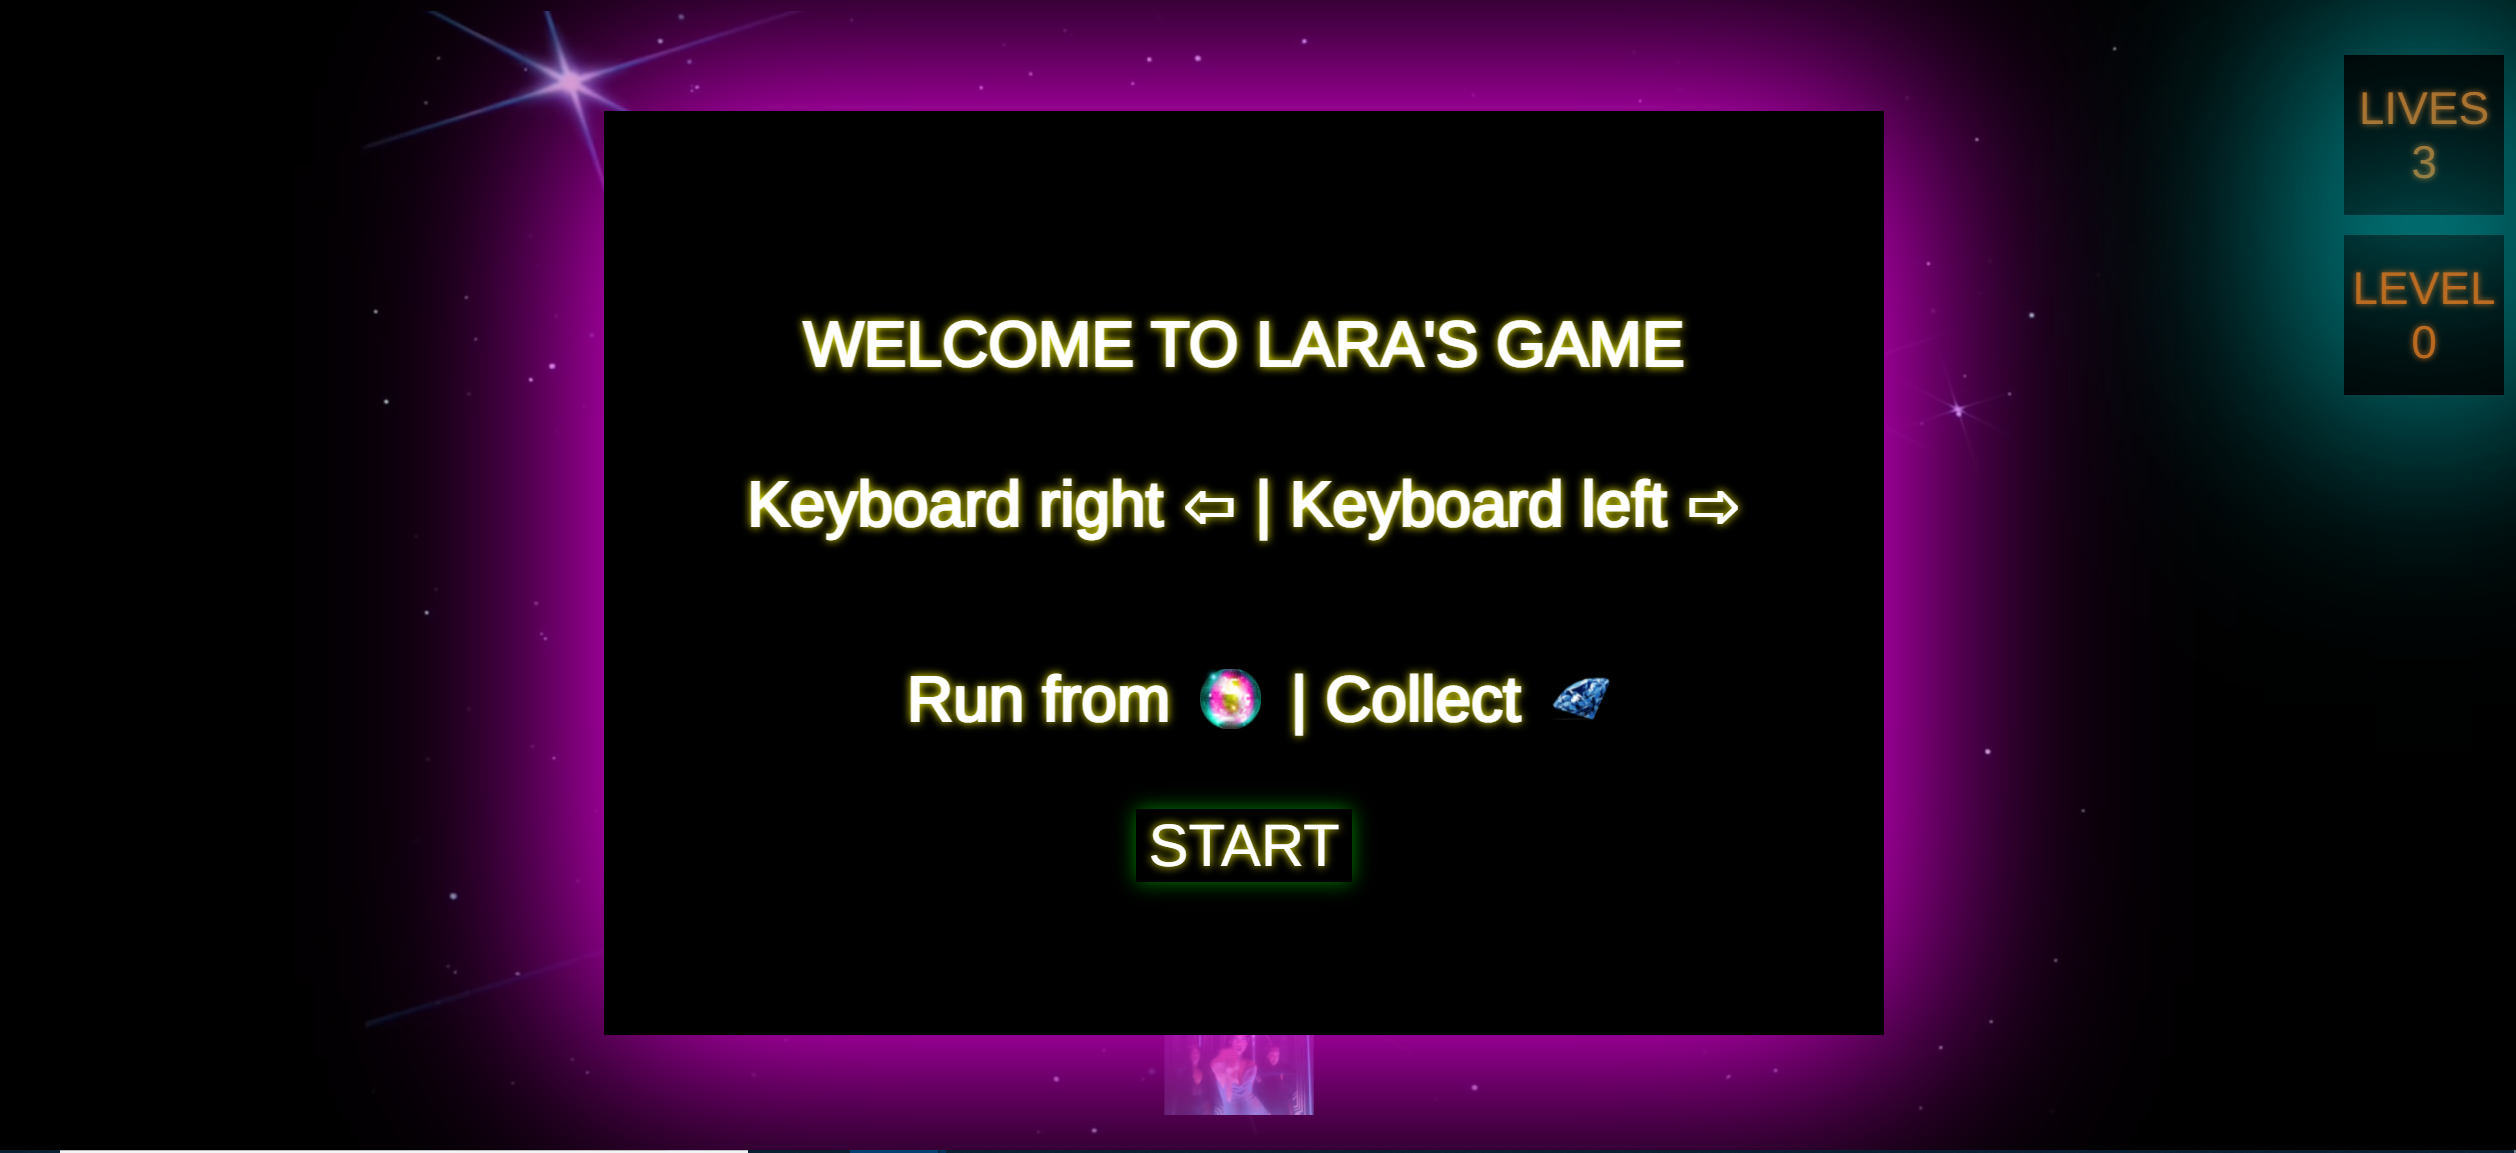 WELCOME TO LARA'S GAME
Keyboard right ⇦ | Keyboard left ⇨
Run from | Collect
START
LIVES
3
LEVEL
0